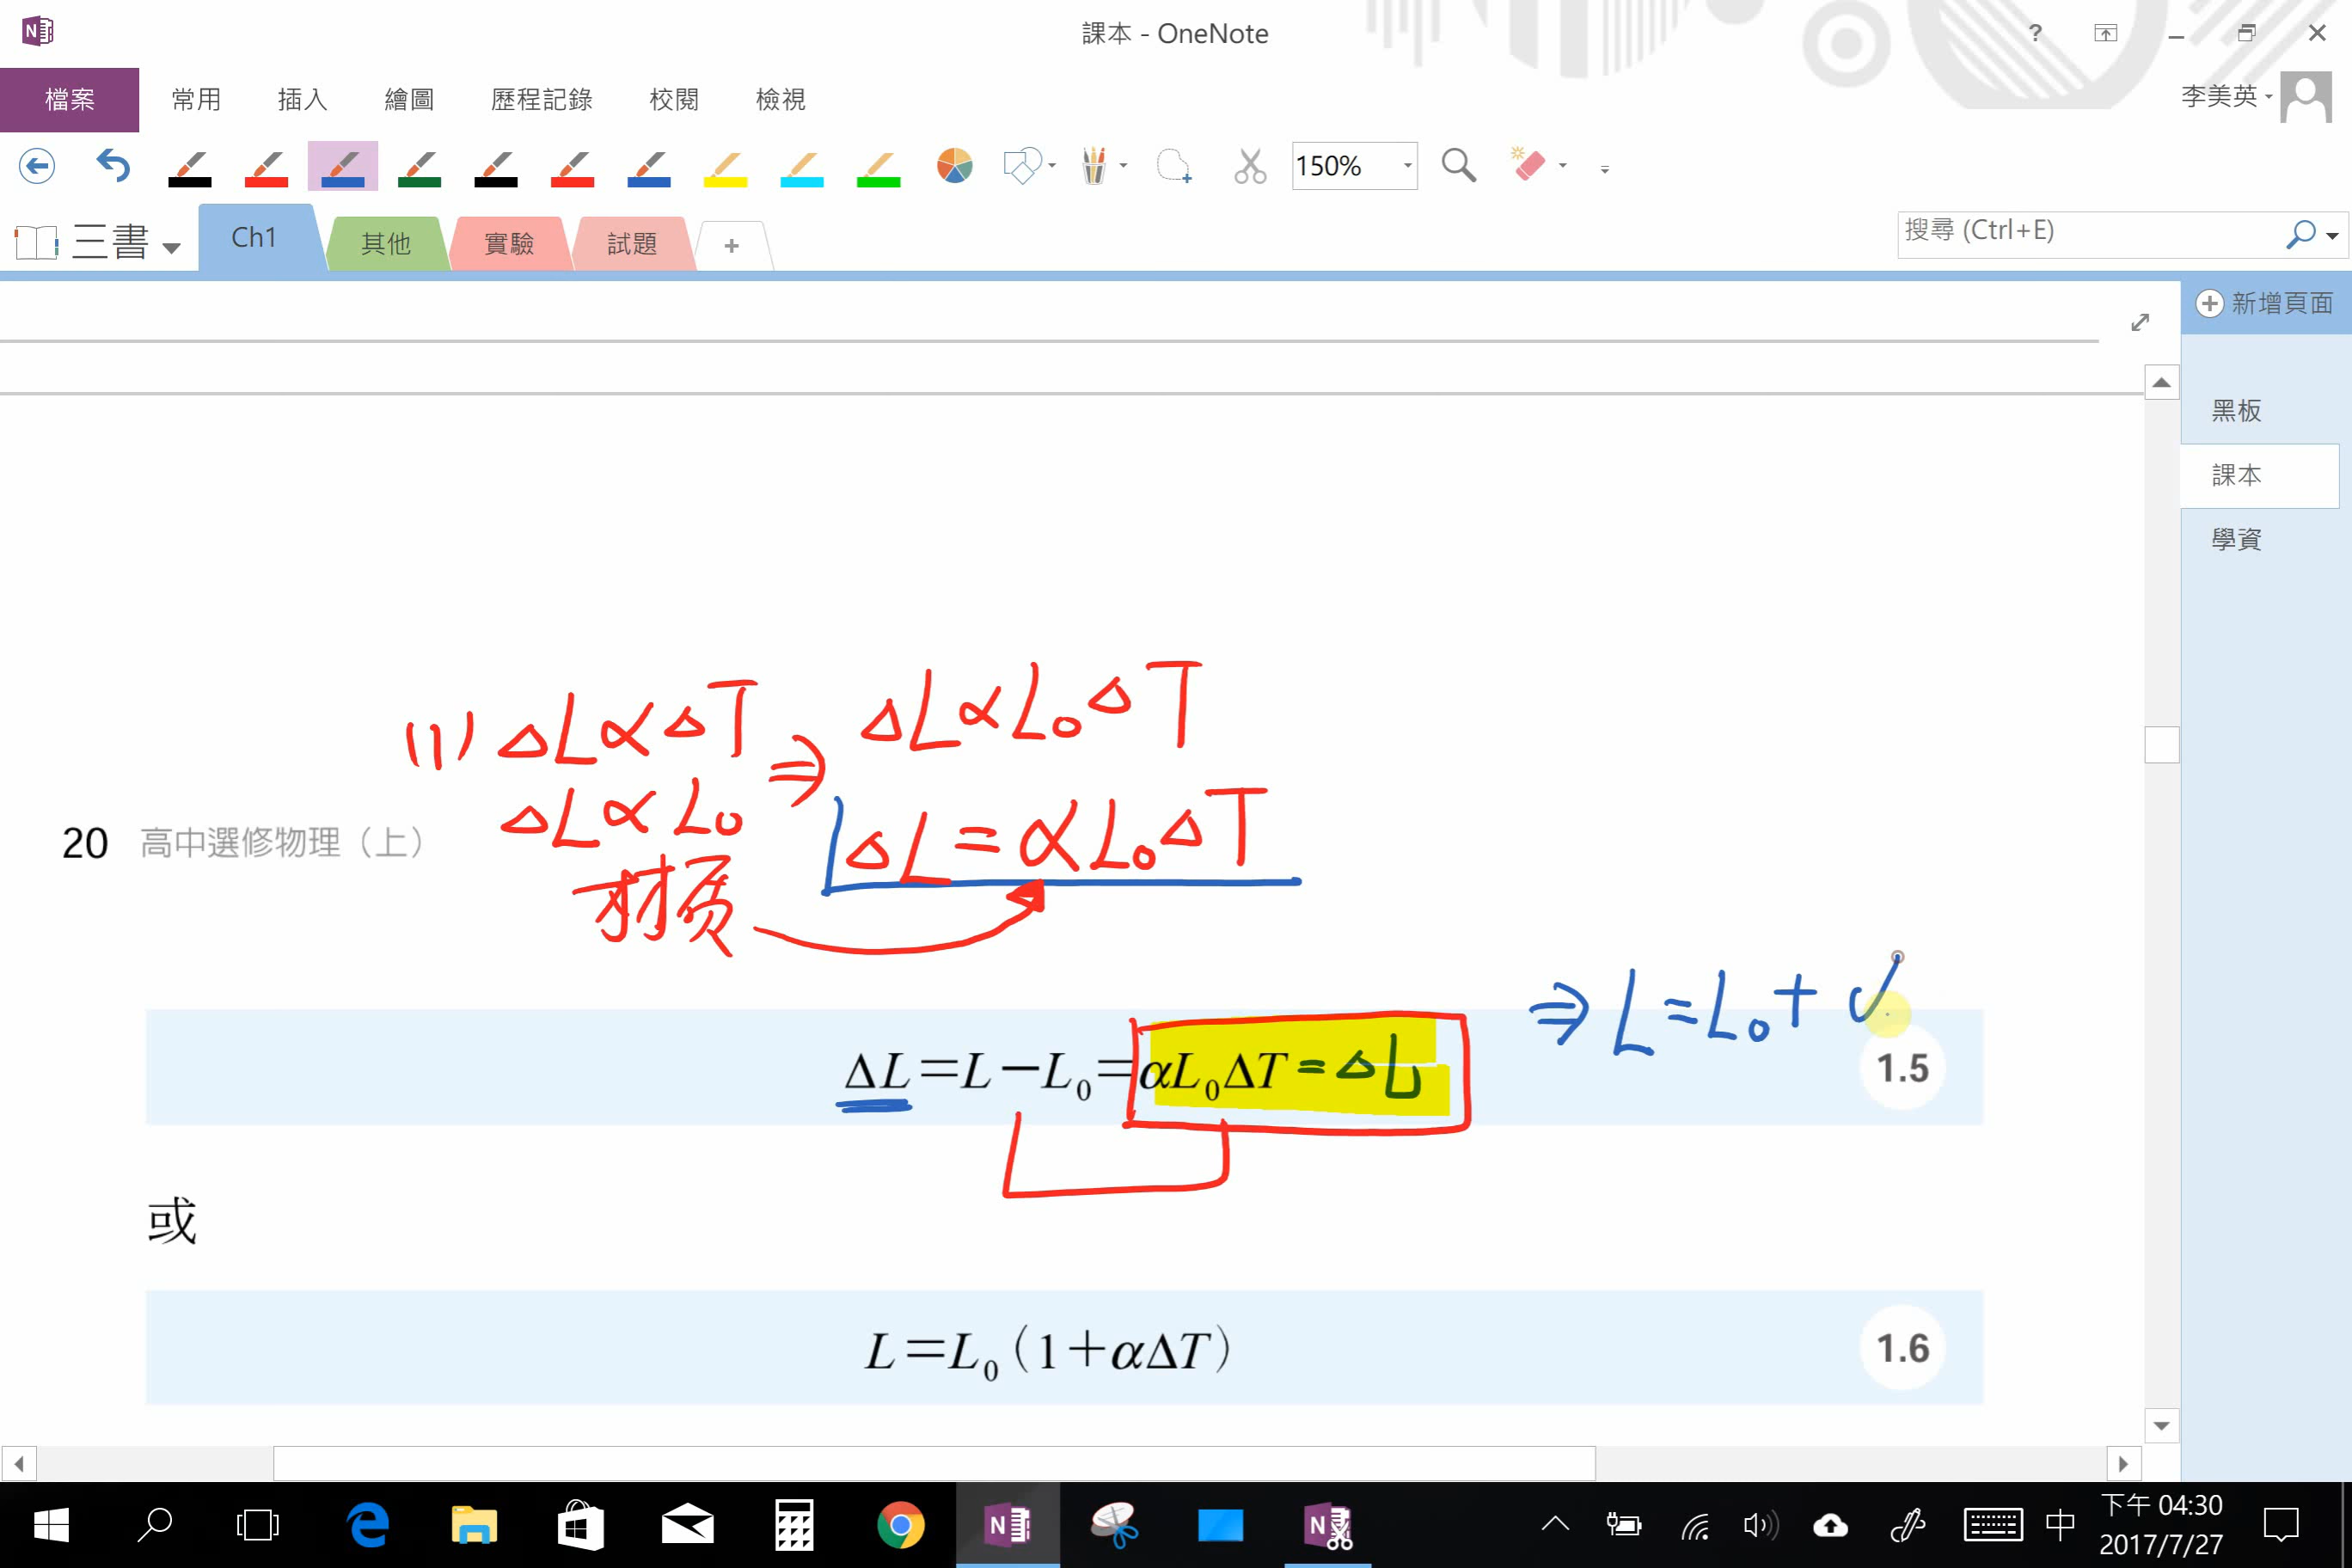 課本 - OneNote
?
檔案 常用 插入 繪圖 歷程記錄 校閱 檢視
李美英
150%
三書 Ch1 其他 實驗 試題 +
搜尋 (Ctrl+E)
新增頁面
黑板
課本
學資
(1) ΔL∝ΔT ⇒ ΔL∝L₀ΔT
ΔL∝L₀
ΔL=αL₀ΔT
材质
20 高中選修物理（上）
⇒ L=L₀+
ΔL=L−L₀=αL₀ΔT =ΔL 1.5
或
L=L₀(1+αΔT) 1.6
中
下午 04:30
2017/7/27